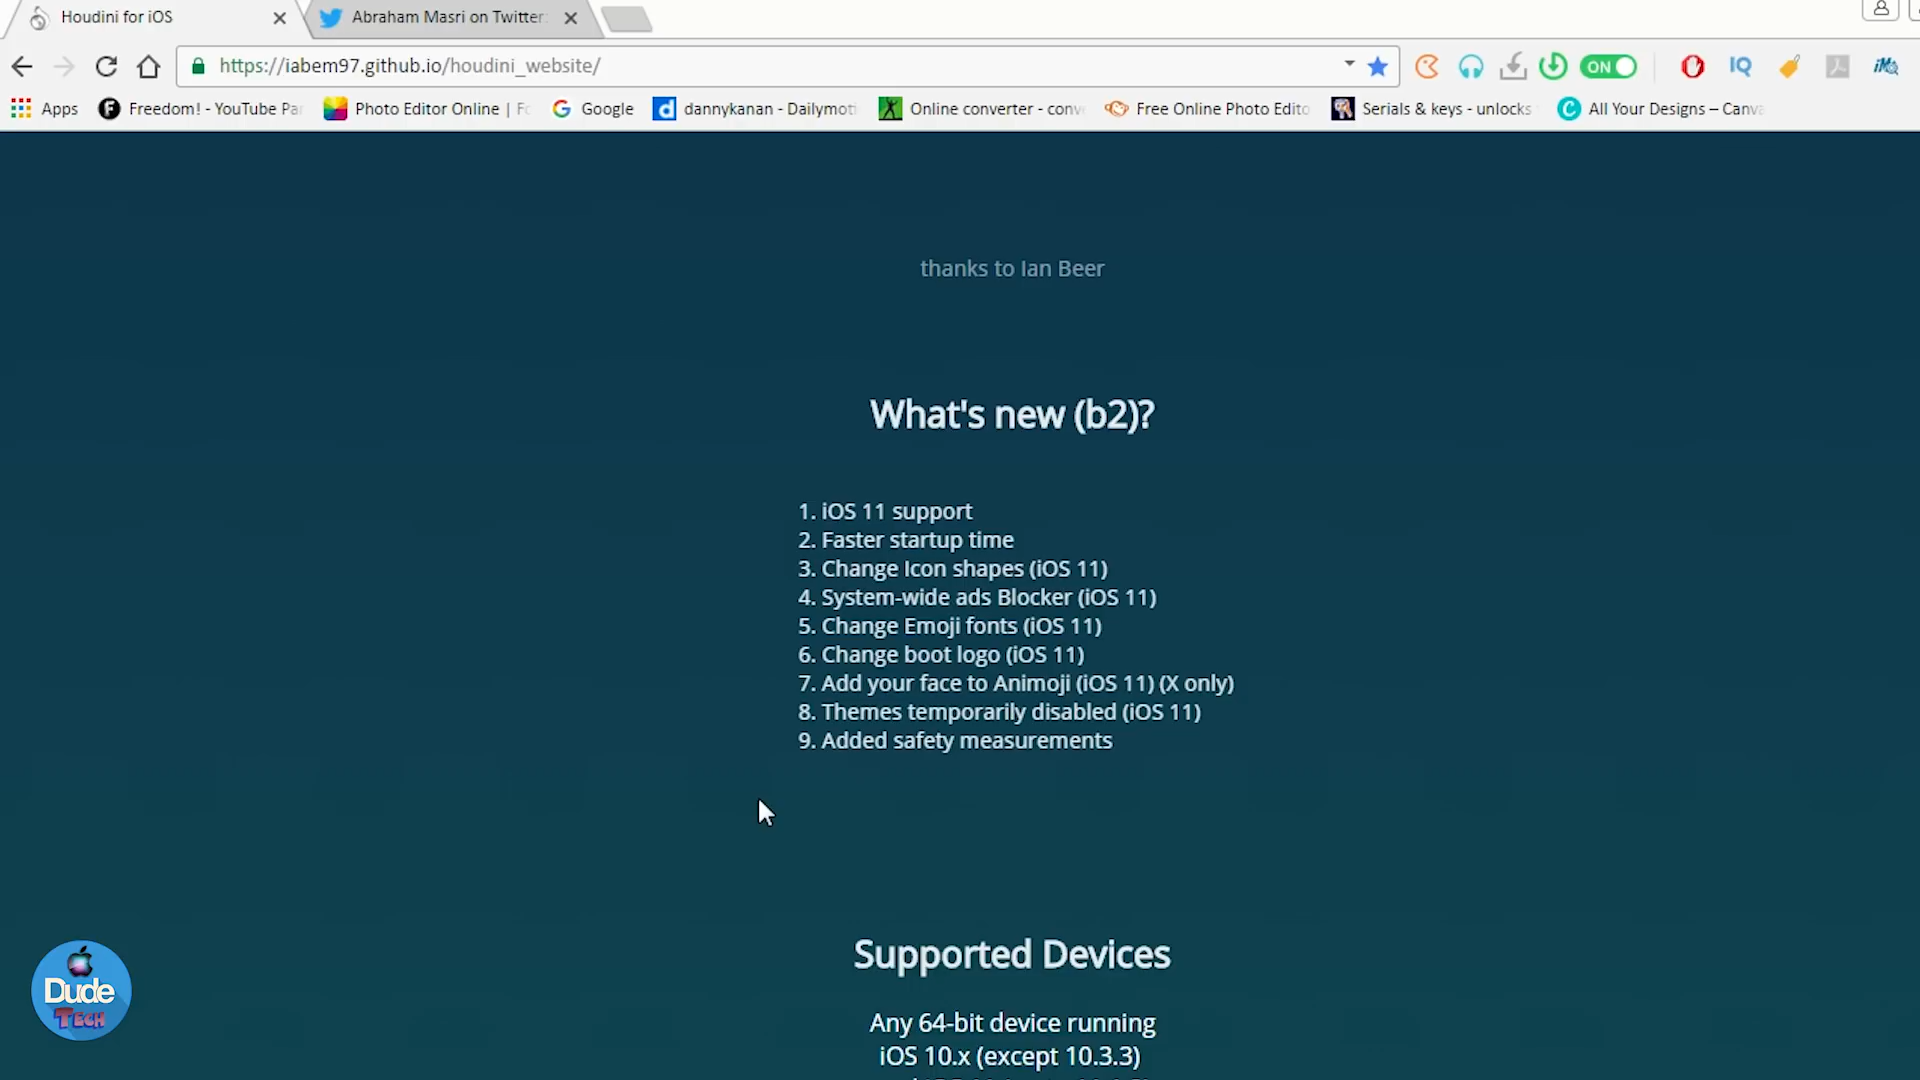 Houdini for iOS
Abraham Masri on Twitter:
https://iabem97.github.io/houdini_website/
ON
IQ
Apps
Freedom! - YouTube Pa
Photo Editor Online | Fo
Google
dannykanan - Dailymoti
Online converter - conv
Free Online Photo Edito
Serials & keys - unlocks
All Your Designs – Canva
thanks to Ian Beer
What's new (b2)?
1. iOS 11 support
2. Faster startup time
3. Change Icon shapes (iOS 11)
4. System-wide ads Blocker (iOS 11)
5. Change Emoji fonts (iOS 11)
6. Change boot logo (iOS 11)
7. Add your face to Animoji (iOS 11) (X only)
8. Themes temporarily disabled (iOS 11)
9. Added safety measurements
Supported Devices
Any 64-bit device running
iOS 10.x (except 10.3.3)
Dude
Tech